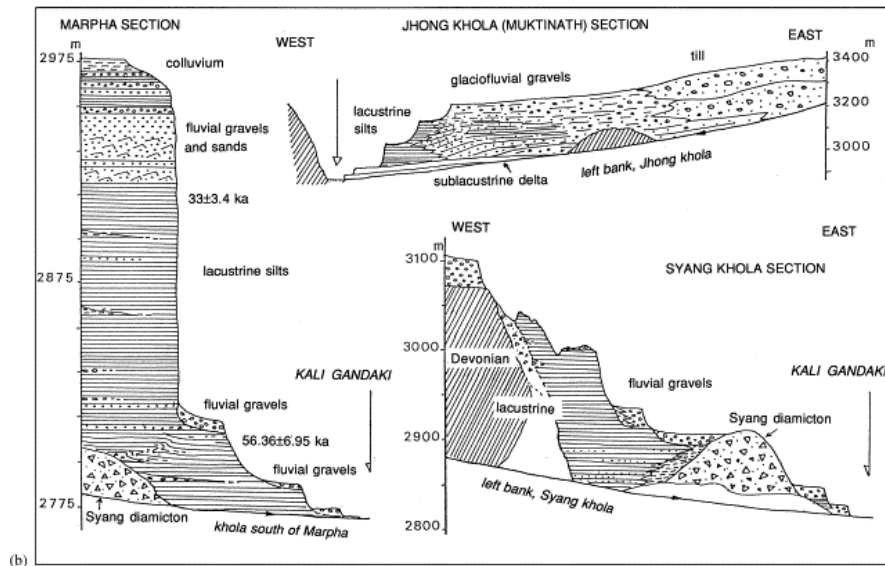 MARPHA SECTION
m
2975
colluvium
fluvial gravels
and sands
33±3.4 ka
2875
lacustrine silts
KALI GANDAKI
fluvial gravels
56.36±6.95 ka
fluvial gravels
2775
Syang diamicton
khola south of Marpha
JHONG KHOLA (MUKTINATH) SECTION
WEST
EAST
m
3400
till
glaciofluvial gravels
lacustrine
silts
3200
3000
left bank, Jhong khola
sublacustrine delta
WEST
EAST
m
3100
SYANG KHOLA SECTION
3000
Devonian
KALI GANDAKI
fluvial gravels
lacustrine
Syang diamicton
2900
left bank, Syang khola
2800
(b)